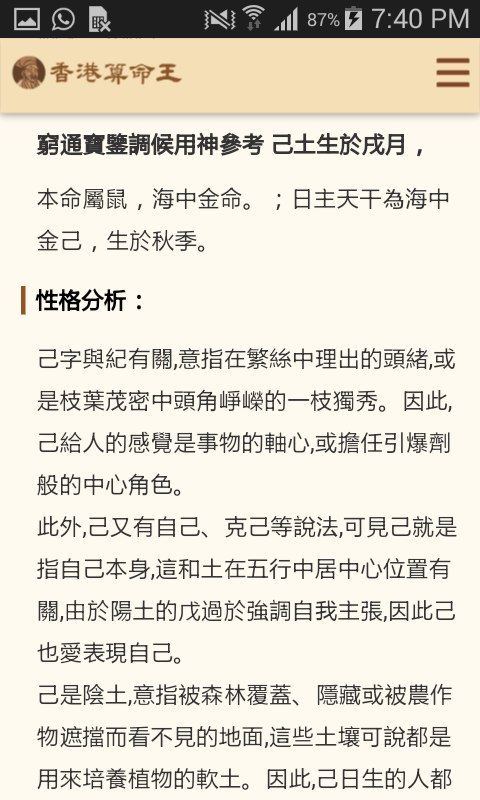 87% 7:40 PM
香港算命王
窮通寶鑒調候用神參考 己土生於戌月，
本命屬鼠，海中金命。；日主天干為海中
金己，生於秋季。
性格分析：
己字與紀有關,意指在繁絲中理出的頭緒,或
是枝葉茂密中頭角崢嶸的一枝獨秀。因此,
己給人的感覺是事物的軸心,或擔任引爆劑
般的中心角色。
此外,己又有自己、克己等說法,可見己就是
指自己本身,這和土在五行中居中心位置有
關,由於陽土的戊過於強調自我主張,因此己
也愛表現自己。
己是陰土,意指被森林覆蓋、隱藏或被農作
物遮擋而看不見的地面,這些土壤可說都是
用來培養植物的軟土。因此,己日生的人都